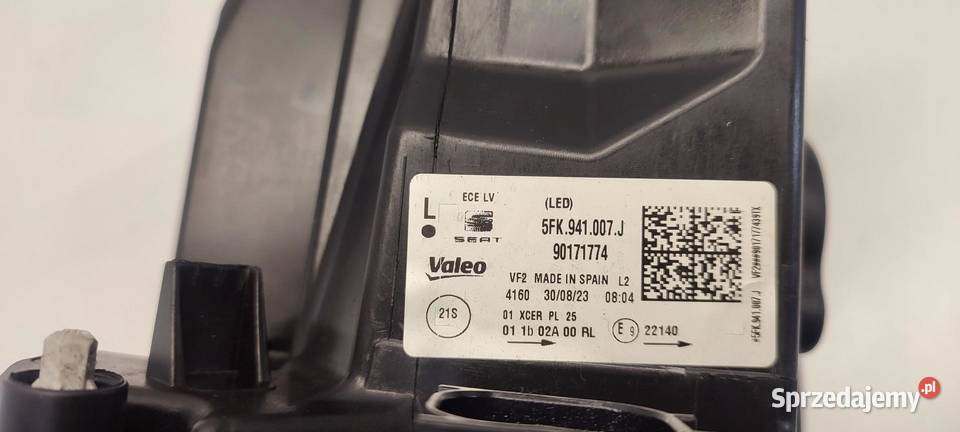 ECE LV
(LED)
L
SEAT
5FK.941.007.J
90171774
Valeo
VF2 MADE IN SPAIN L2
4160 30/08/23 08:04
21S
01 XCER PL 25
01 1b 02A 00 RL
E9 22140
Sprzedajemy.pl